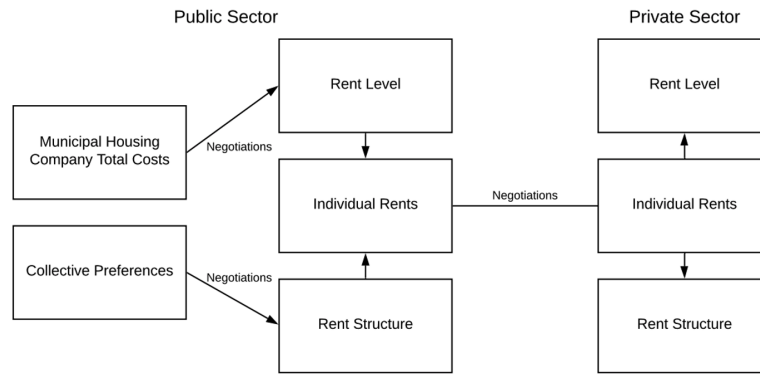 Public Sector
Private Sector
Rent Level
Rent Level
Municipal Housing
Company Total Costs
Negotiations
Individual Rents
Negotiations
Individual Rents
Collective Preferences
Negotiations
Rent Structure
Rent Structure